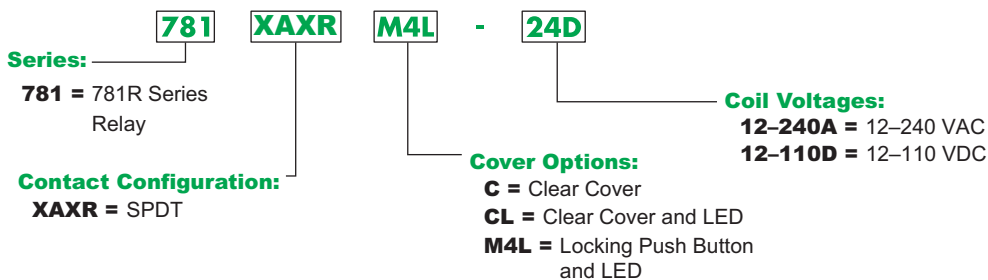 781 XAXR M4L - 24D
Series:
781 = 781R Series
Relay
Contact Configuration:
XAXR = SPDT
Cover Options:
C = Clear Cover
CL = Clear Cover and LED
M4L = Locking Push Button
and LED
Coil Voltages:
12–240A = 12–240 VAC
12–110D = 12–110 VDC